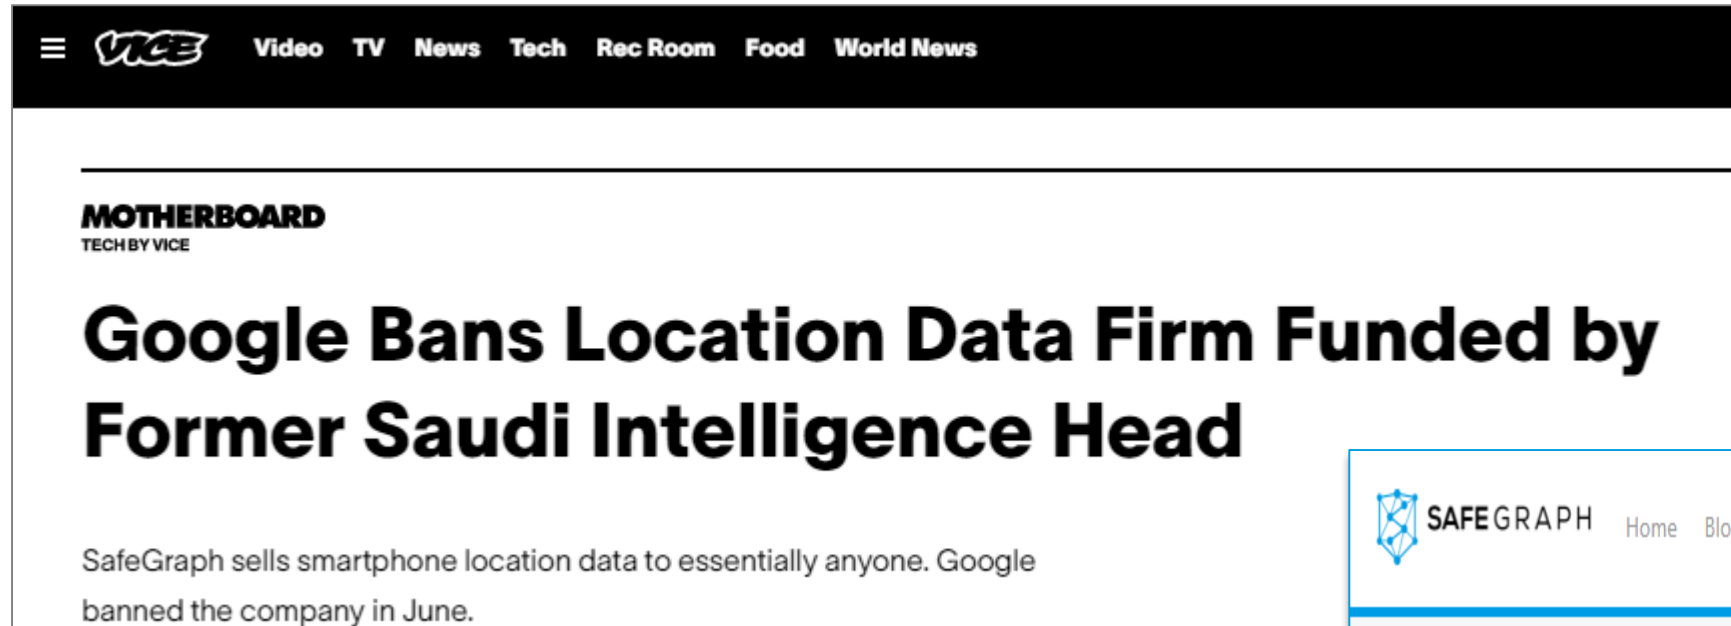 VICE Video TV News Tech Rec Room Food World News
MOTHERBOARD
TECH BY VICE
Google Bans Location Data Firm Funded by
Former Saudi Intelligence Head
SafeGraph sells smartphone location data to essentially anyone. Google
banned the company in June.
SAFEGRAPH Home Blo